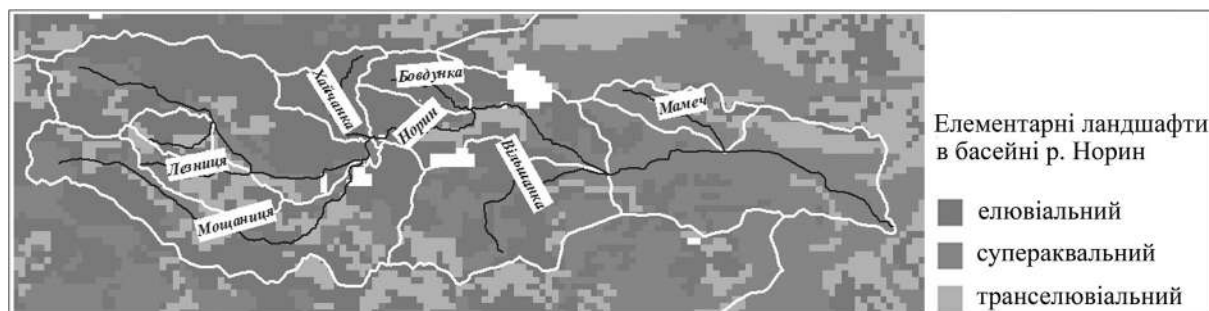 Хайчанка
Бовдунка
Норин
Мамеч
Лезниця
Мощаниця
Вільшанка
Елементарні ландшафти
в басейні р. Норин
елювіальний
супераквальний
транселювіальний